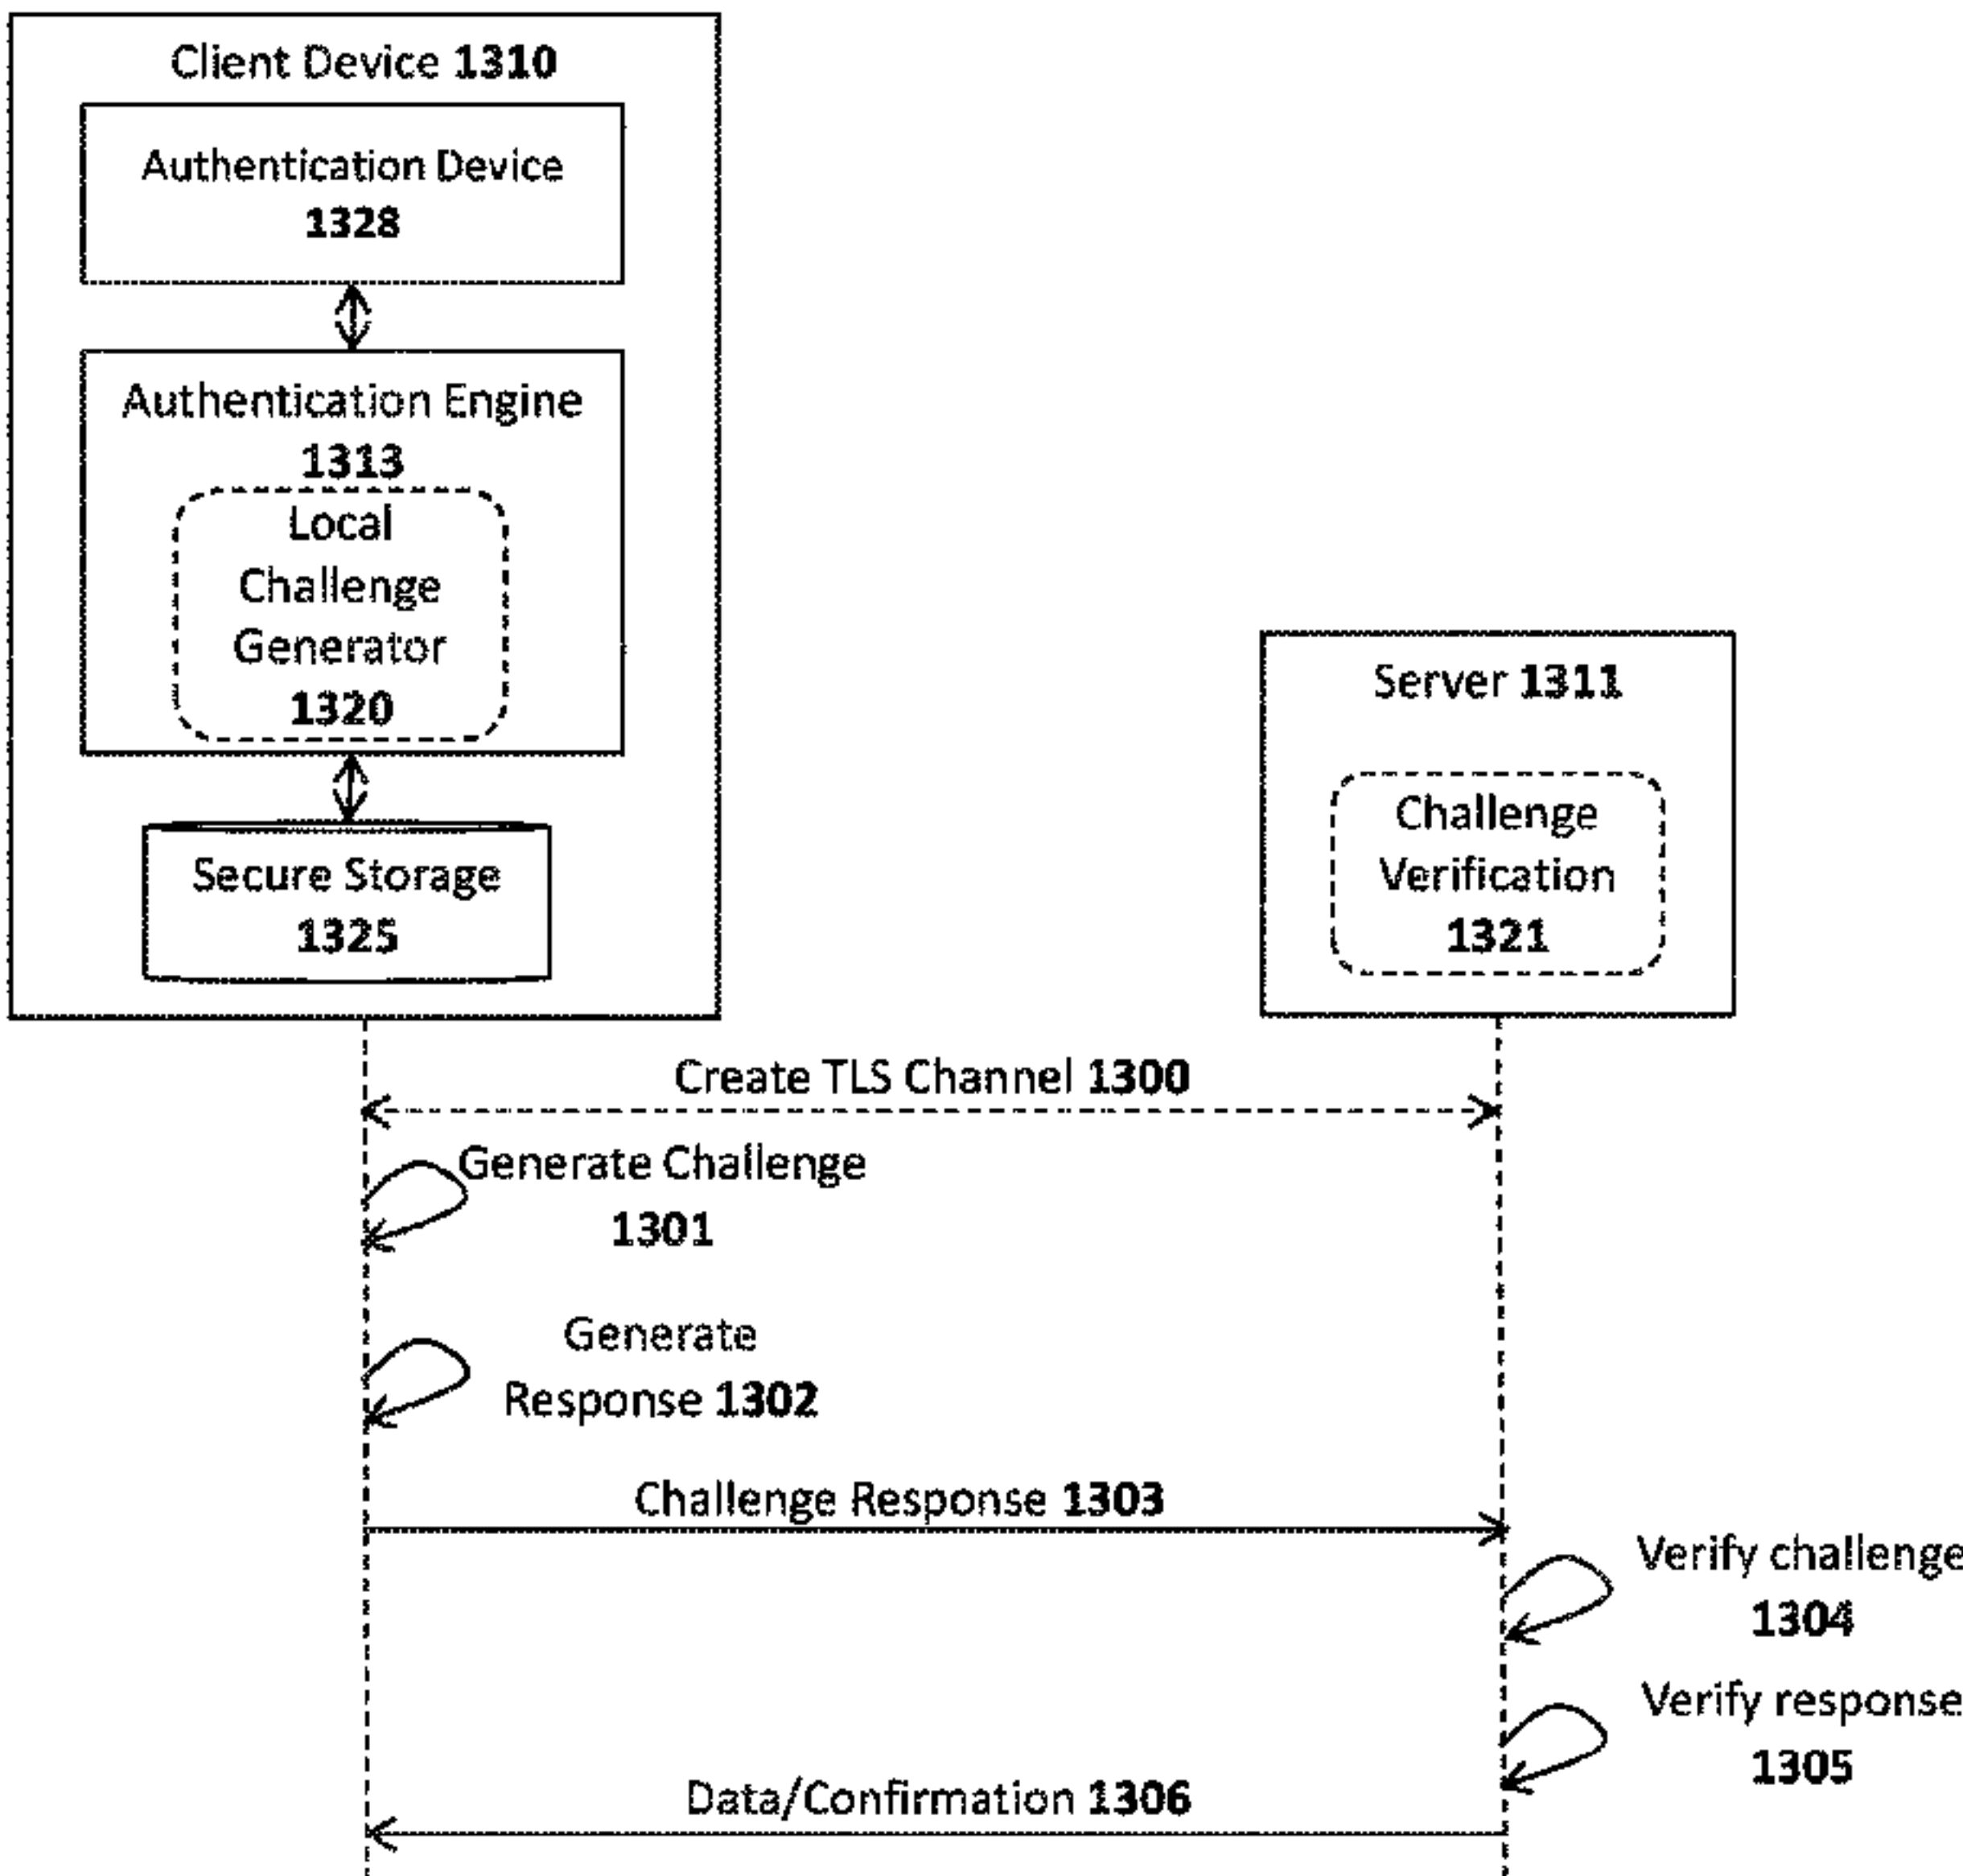 Client Device 1310
Authentication Device
1328
Authentication Engine
1313
Local
Challenge
Generator
1320
Secure Storage
1325
Server 1311
Challenge
Verification
1321
Create TLS Channel 1300
Generate Challenge
1301
Generate
Response 1302
Challenge Response 1303
Verify challenge
1304
Verify response
1305
Data/Confirmation 1306